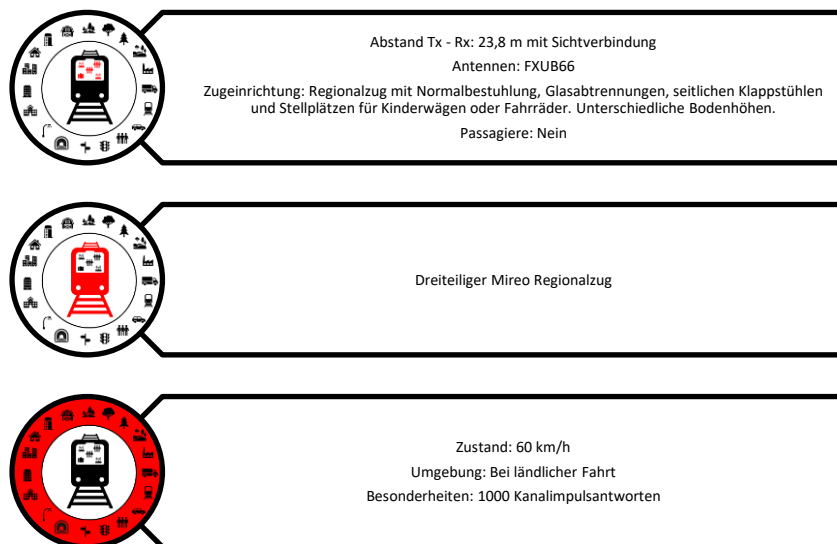 Abstand Tx - Rx: 23,8 m mit Sichtverbindung
Antennen: FXUB66
Zugeinrichtung: Regionalzug mit Normalbestuhlung, Glasabtrennungen, seitlichen Klappstühlen
und Stellplätzen für Kinderwägen oder Fahrräder. Unterschiedliche Bodenhöhen.
Passagiere: Nein
Dreiteiliger Mireo Regionalzug
Zustand: 60 km/h
Umgebung: Bei ländlicher Fahrt
Besonderheiten: 1000 Kanalimpulsantworten